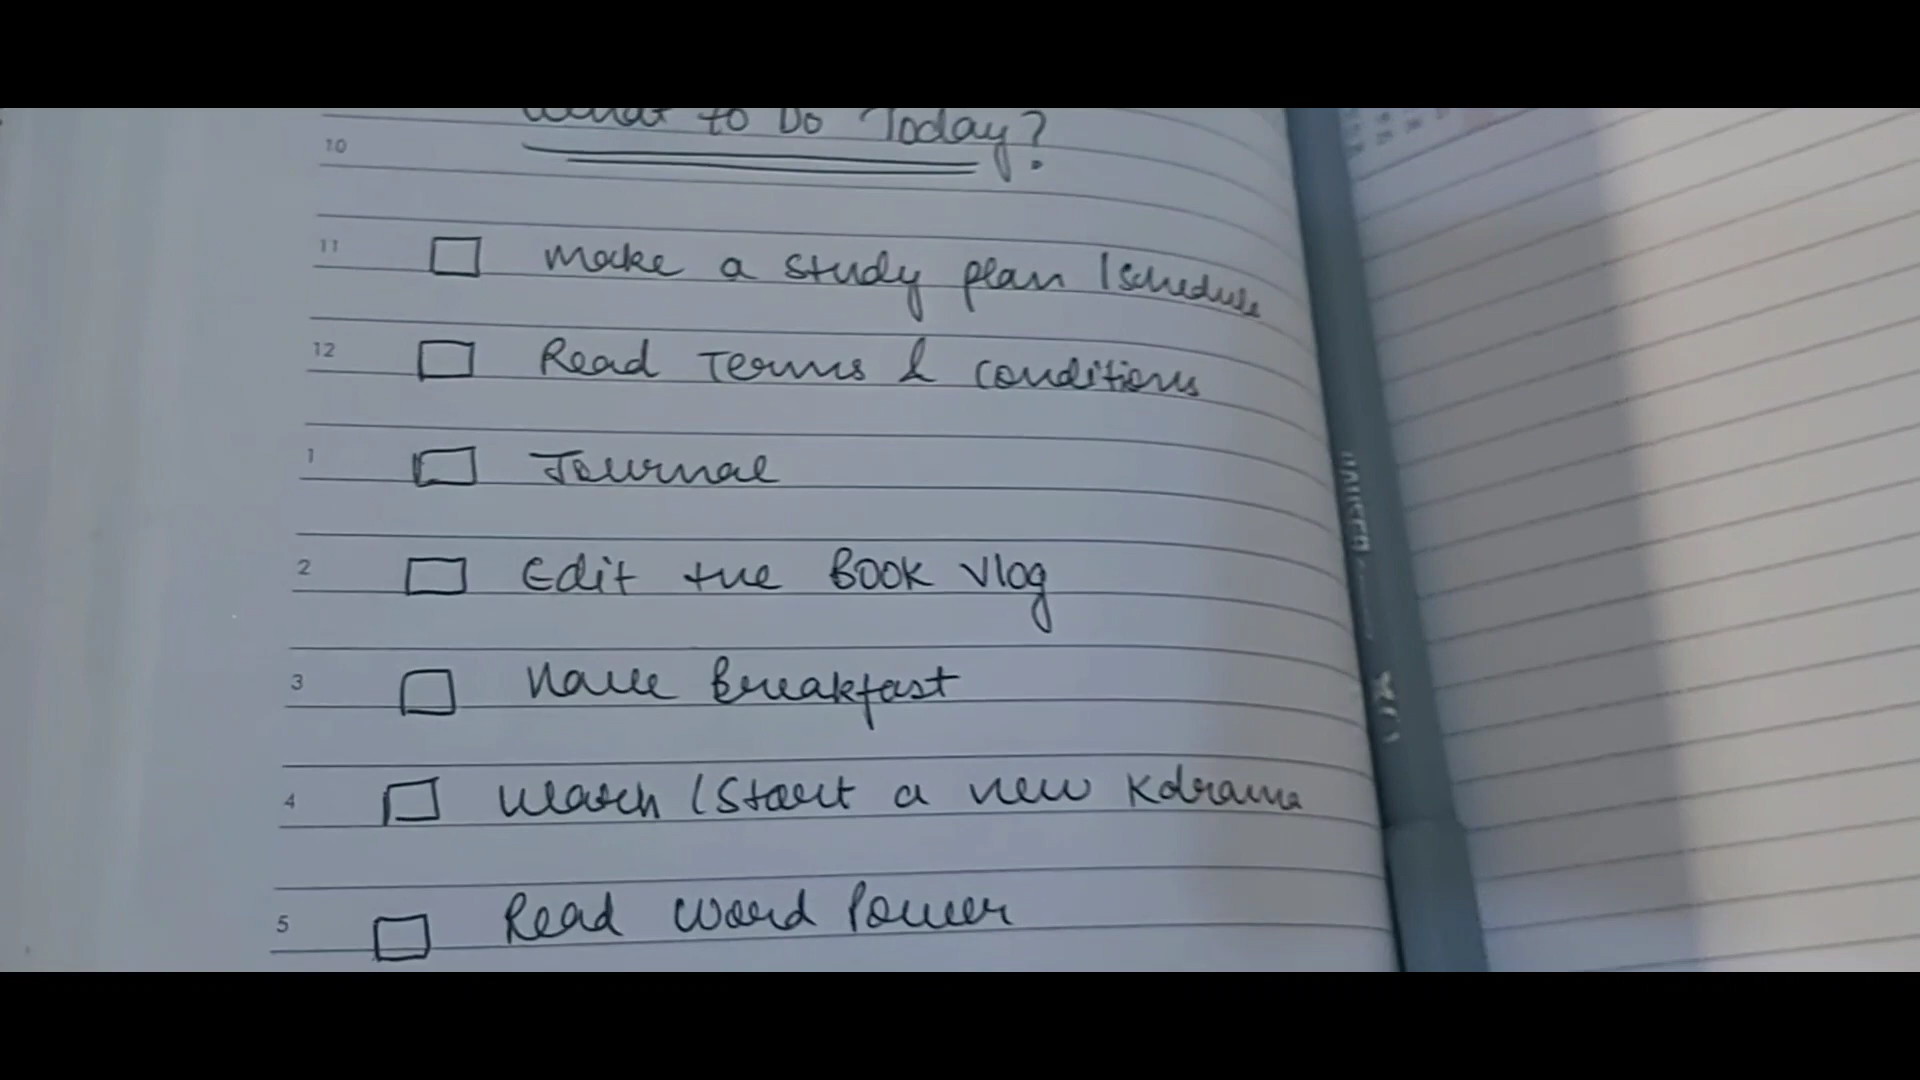 What to Do Today?
10
11 Make a study plan / schedule
12 Read Terms & conditions
1 Journal
2 Edit the Book Vlog
3 Have Breakfast
4 Watch / Start a new Kdrama
5 Read Word Power